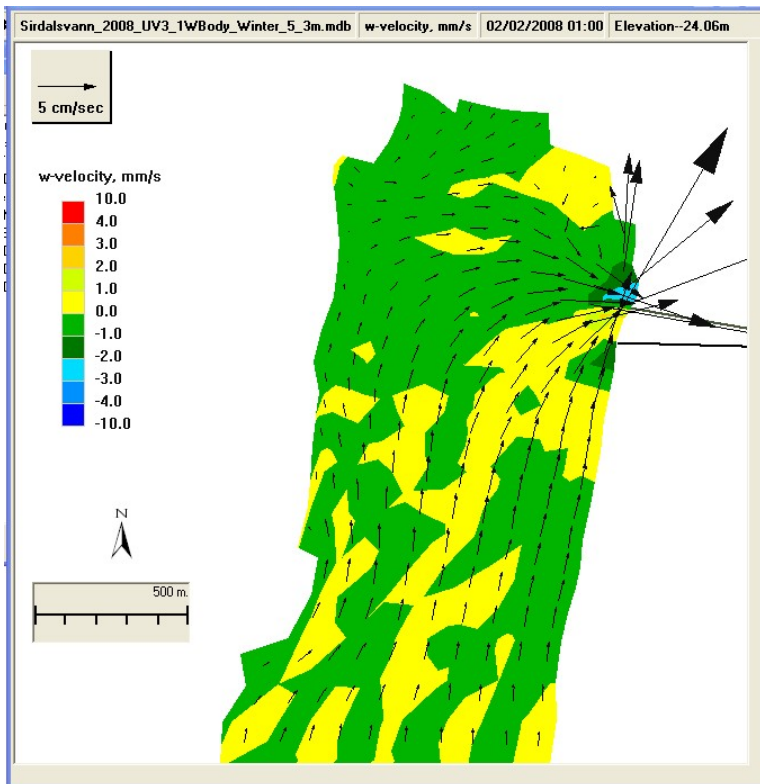 Sirdalsvann_2008_UV3_1WBody_Winter_5_3m.mdb w-velocity, mm/s 02/02/2008 01:00 Elevation--24.06m
5 cm/sec
w-velocity, mm/s
10.0
4.0
3.0
2.0
1.0
0.0
-1.0
-2.0
-3.0
-4.0
-10.0
N
500 m.